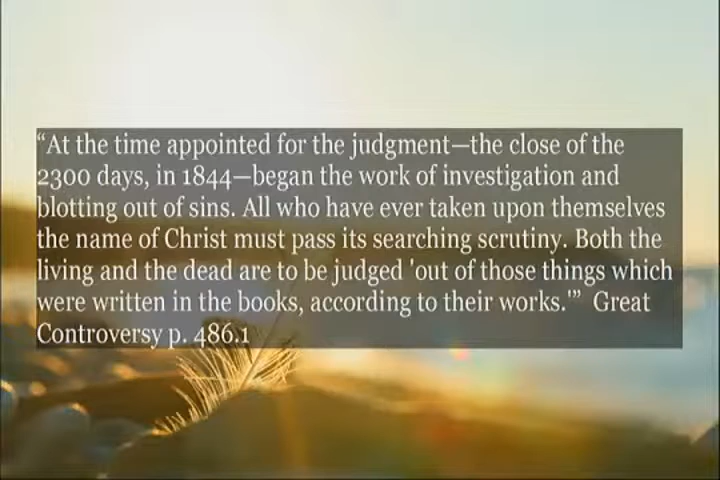 “At the time appointed for the judgment—the close of the
2300 days, in 1844—began the work of investigation and
blotting out of sins. All who have ever taken upon themselves
the name of Christ must pass its searching scrutiny. Both the
living and the dead are to be judged 'out of those things which
were written in the books, according to their works.'”  Great
Controversy p. 486.1